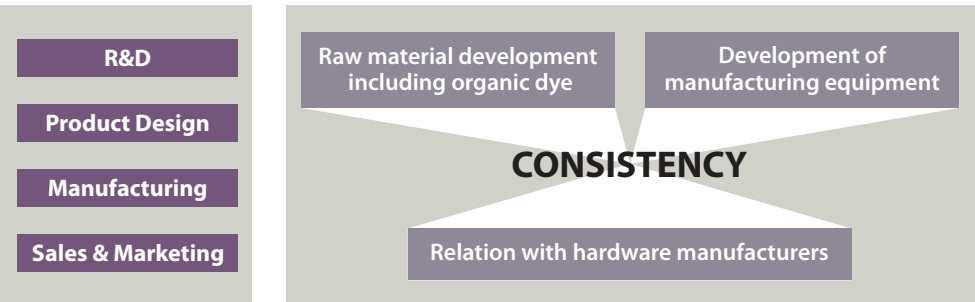 R&D
Product Design
Manufacturing
Sales & Marketing
Raw material development
including organic dye
Development of
manufacturing equipment
CONSISTENCY
Relation with hardware manufacturers